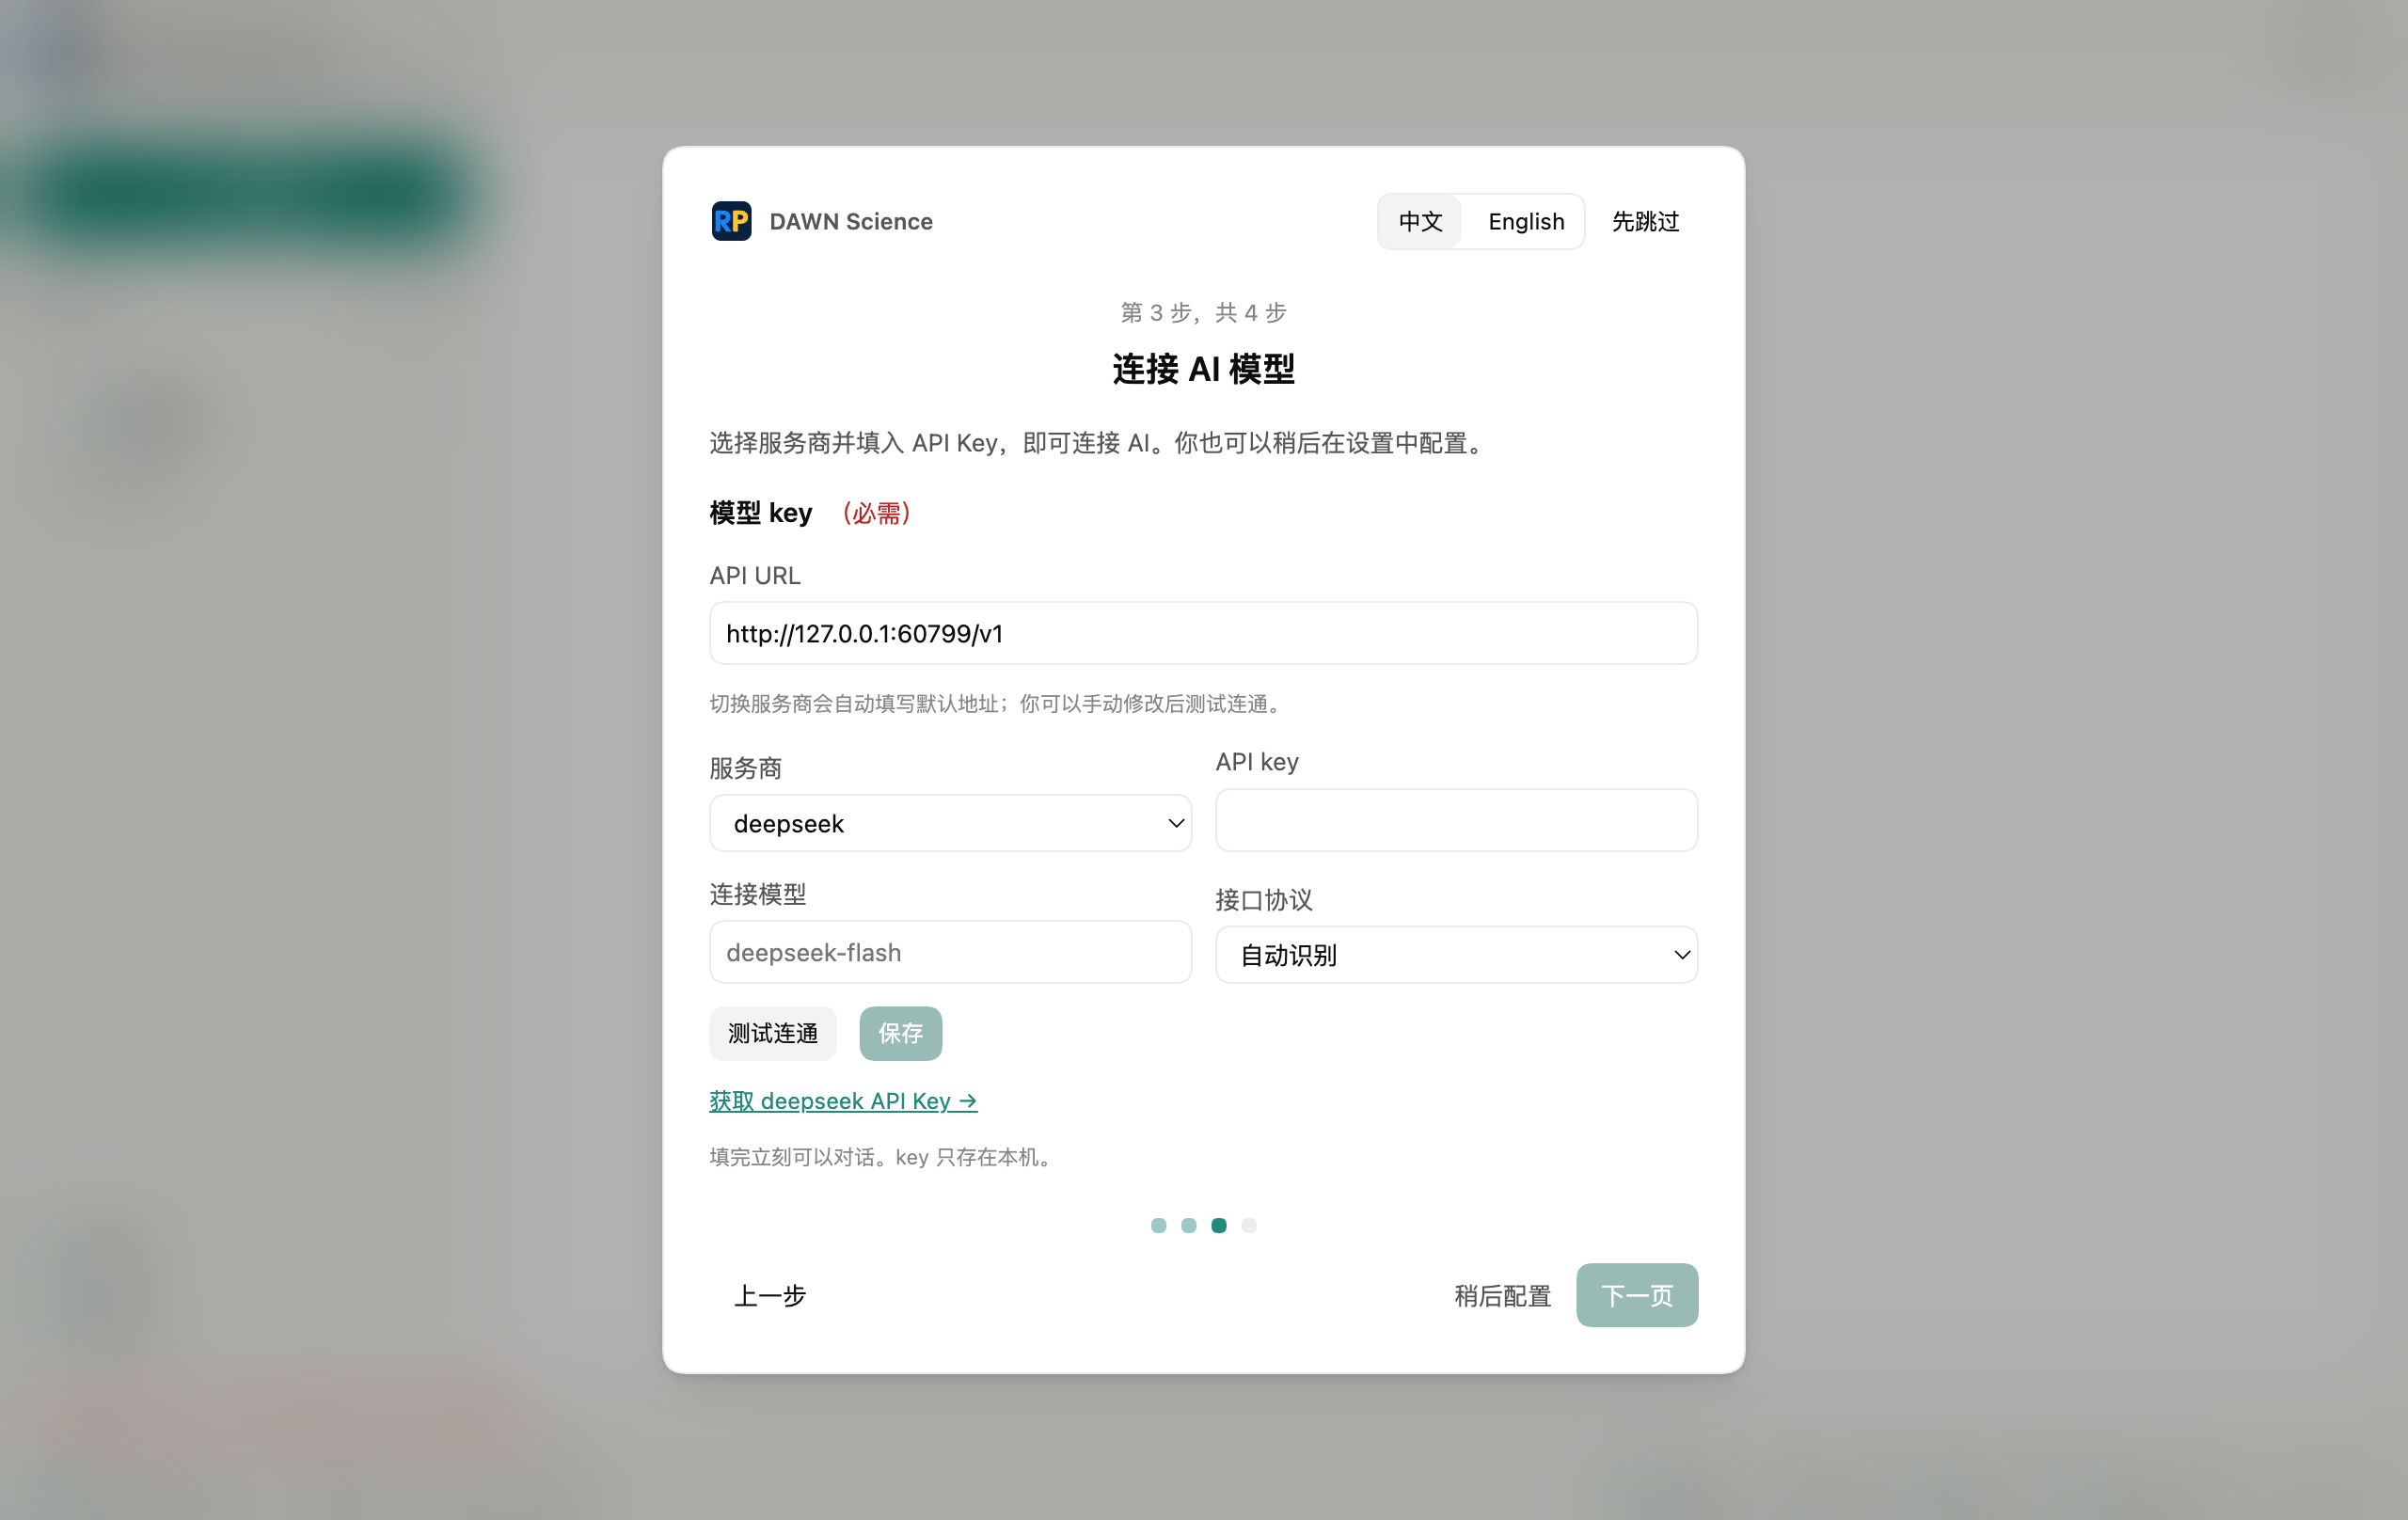 RP DAWN Science 中文 English 先跳过
第 3 步，共 4 步
连接 AI 模型
选择服务商并填入 API Key，即可连接 AI。你也可以稍后在设置中配置。
模型 key （必需）
API URL
http://127.0.0.1:60799/v1
切换服务商会自动填写默认地址；你可以手动修改后测试连通。
服务商 API key
deepseek
连接模型 接口协议
deepseek-flash 自动识别
测试连通 保存
获取 deepseek API Key →
填完立刻可以对话。key 只存在本机。
上一步 稍后配置 下一页